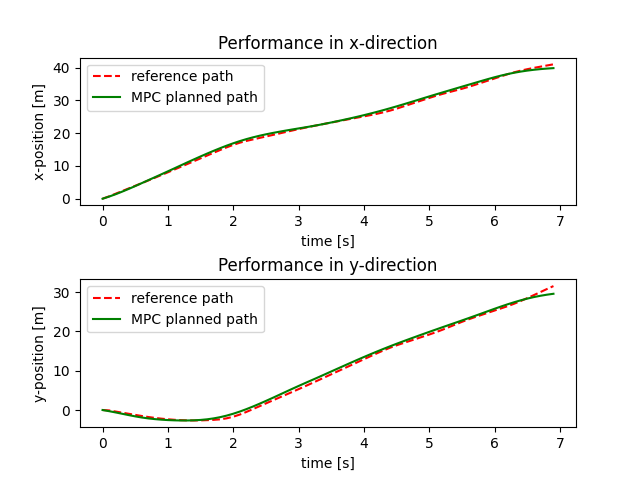 Performance in x-direction
reference path
MPC planned path
x-position [m]
40
30
20
10
0
0 1 2 3 4 5 6 7
time [s]
Performance in y-direction
reference path
MPC planned path
y-position [m]
30
20
10
0
0 1 2 3 4 5 6 7
time [s]